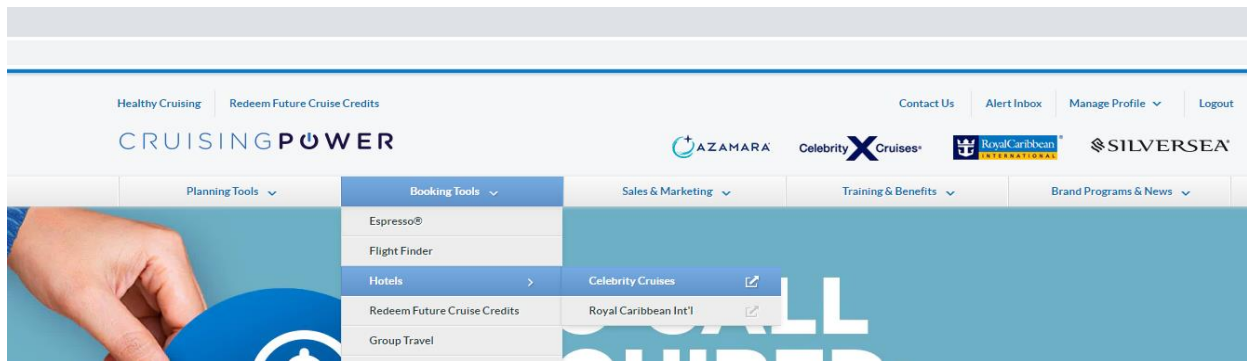 Healthy Cruising Redeem Future Cruise Credits Contact Us Alert Inbox Manage Profile Logout
CRUISINGPOWER AZAMARA Celebrity X Cruises® RoyalCaribbean® INTERNATIONAL SILVERSEA®
Planning Tools Booking Tools Sales & Marketing Training & Benefits Brand Programs & News
Espresso®
Flight Finder
Hotels Celebrity Cruises
Redeem Future Cruise Credits Royal Caribbean Int'l
Group Travel